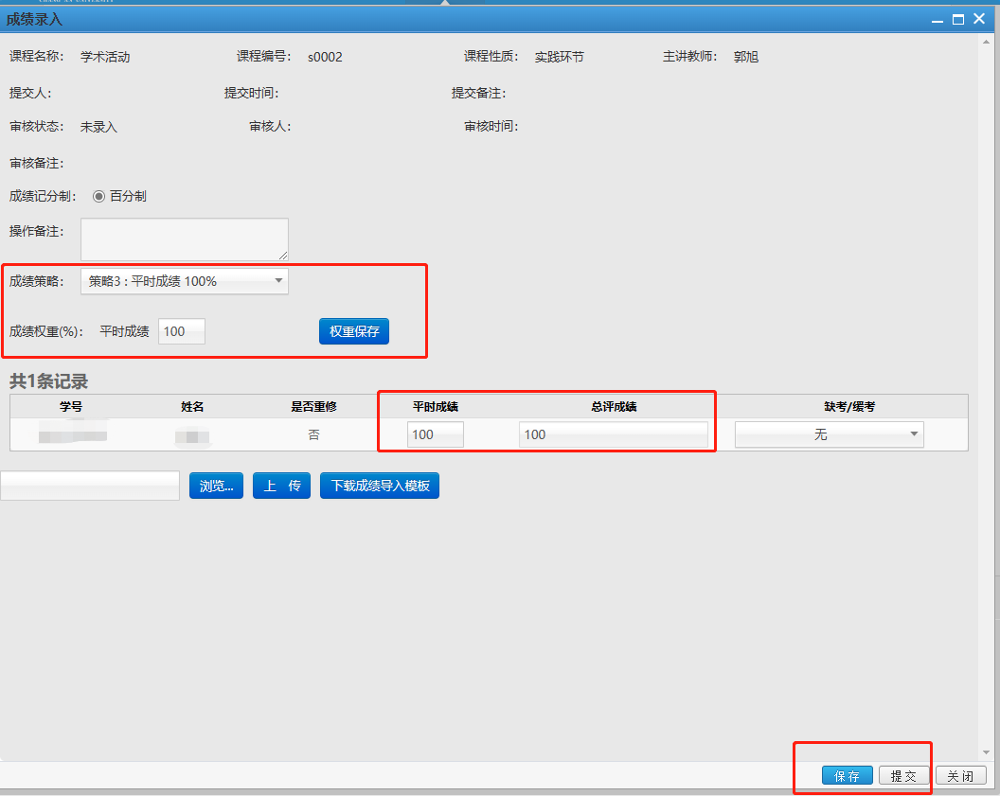 成绩录入
课程名称： 学术活动 课程编号： s0002 课程性质： 实践环节 主讲教师： 郭旭
提交人： 提交时间： 提交备注：
审核状态： 未录入 审核人： 审核时间：
审核备注：
成绩记分制： 百分制
操作备注：
成绩策略： 策略3 : 平时成绩 100%
成绩权重(%)： 平时成绩 100 权重保存
共1条记录
学号 姓名 是否重修 平时成绩 总评成绩 缺考/缓考
否 100 100 无
浏览... 上 传 下载成绩导入模板
保 存 提 交 关 闭